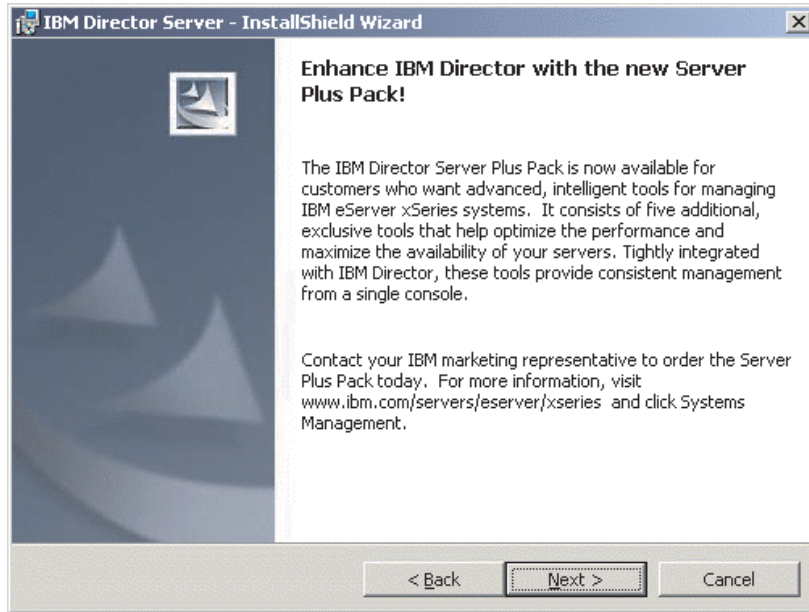 IBM Director Server - InstallShield Wizard
Enhance IBM Director with the new Server
Plus Pack!
The IBM Director Server Plus Pack is now available for
customers who want advanced, intelligent tools for managing
IBM eServer xSeries systems.  It consists of five additional,
exclusive tools that help optimize the performance and
maximize the availability of your servers. Tightly integrated
with IBM Director, these tools provide consistent management
from a single console.
Contact your IBM marketing representative to order the Server
Plus Pack today.  For more information, visit
www.ibm.com/servers/eserver/xseries  and click Systems
Management.
< Back
Next >
Cancel